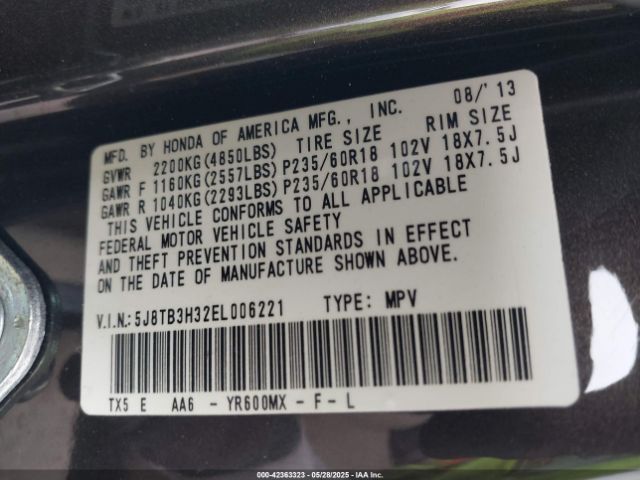 MFD. BY HONDA OF AMERICA MFG., INC. 08/'13
GVWR 2200KG(4850LBS) TIRE SIZE RIM SIZE
GAWR F 1160KG(2557LBS) P235/60R18 102V 18X7.5J
GAWR R 1040KG(2293LBS) P235/60R18 102V 18X7.5J
THIS VEHICLE CONFORMS TO ALL APPLICABLE
FEDERAL MOTOR VEHICLE SAFETY
AND THEFT PREVENTION STANDARDS IN EFFECT
ON THE DATE OF MANUFACTURE SHOWN ABOVE.
V.I.N.:5J8TB3H32EL006221 TYPE: MPV
TX5 E AA6 - YR600MX - F - L
000-42363323 | 05/28/2025 | IAA Inc.